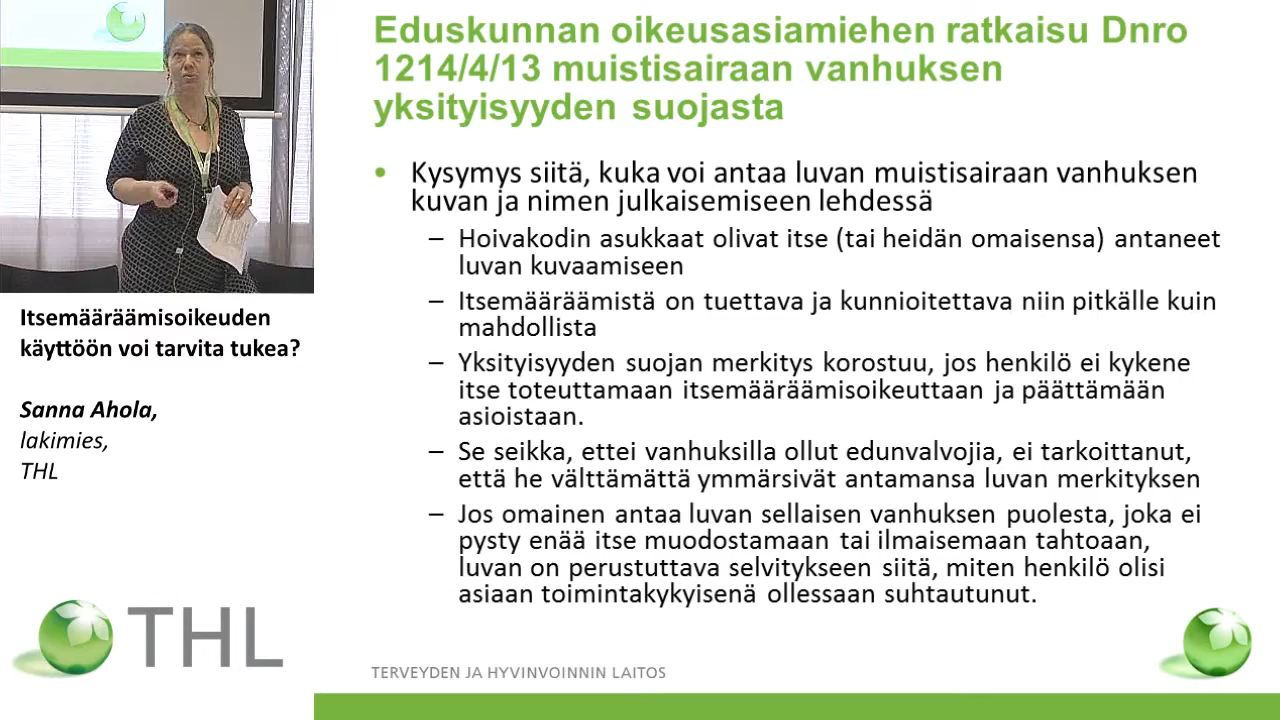 Eduskunnan oikeusasiamiehen ratkaisu Dnro
1214/4/13 muistisairaan vanhuksen
yksityisyyden suojasta
• Kysymys siitä, kuka voi antaa luvan muistisairaan vanhuksen
kuvan ja nimen julkaisemiseen lehdessä
– Hoivakodin asukkaat olivat itse (tai heidän omaisensa) antaneet
luvan kuvaamiseen
– Itsemääräämistä on tuettava ja kunnioitettava niin pitkälle kuin
mahdollista
– Yksityisyyden suojan merkitys korostuu, jos henkilö ei kykene
itse toteuttamaan itsemääräämisoikeuttaan ja päättämään
asioistaan.
– Se seikka, ettei vanhuksilla ollut edunvalvojia, ei tarkoittanut,
että he välttämättä ymmärsivät antamansa luvan merkityksen
– Jos omainen antaa luvan sellaisen vanhuksen puolesta, joka ei
pysty enää itse muodostamaan tai ilmaisemaan tahtoaan,
luvan on perustuttava selvitykseen siitä, miten henkilö olisi
asiaan toimintakykyisenä ollessaan suhtautunut.
Itsemääräämisoikeuden
käyttöön voi tarvita tukea?
Sanna Ahola,
lakimies,
THL
THL
TERVEYDEN JA HYVINVOINNIN LAITOS